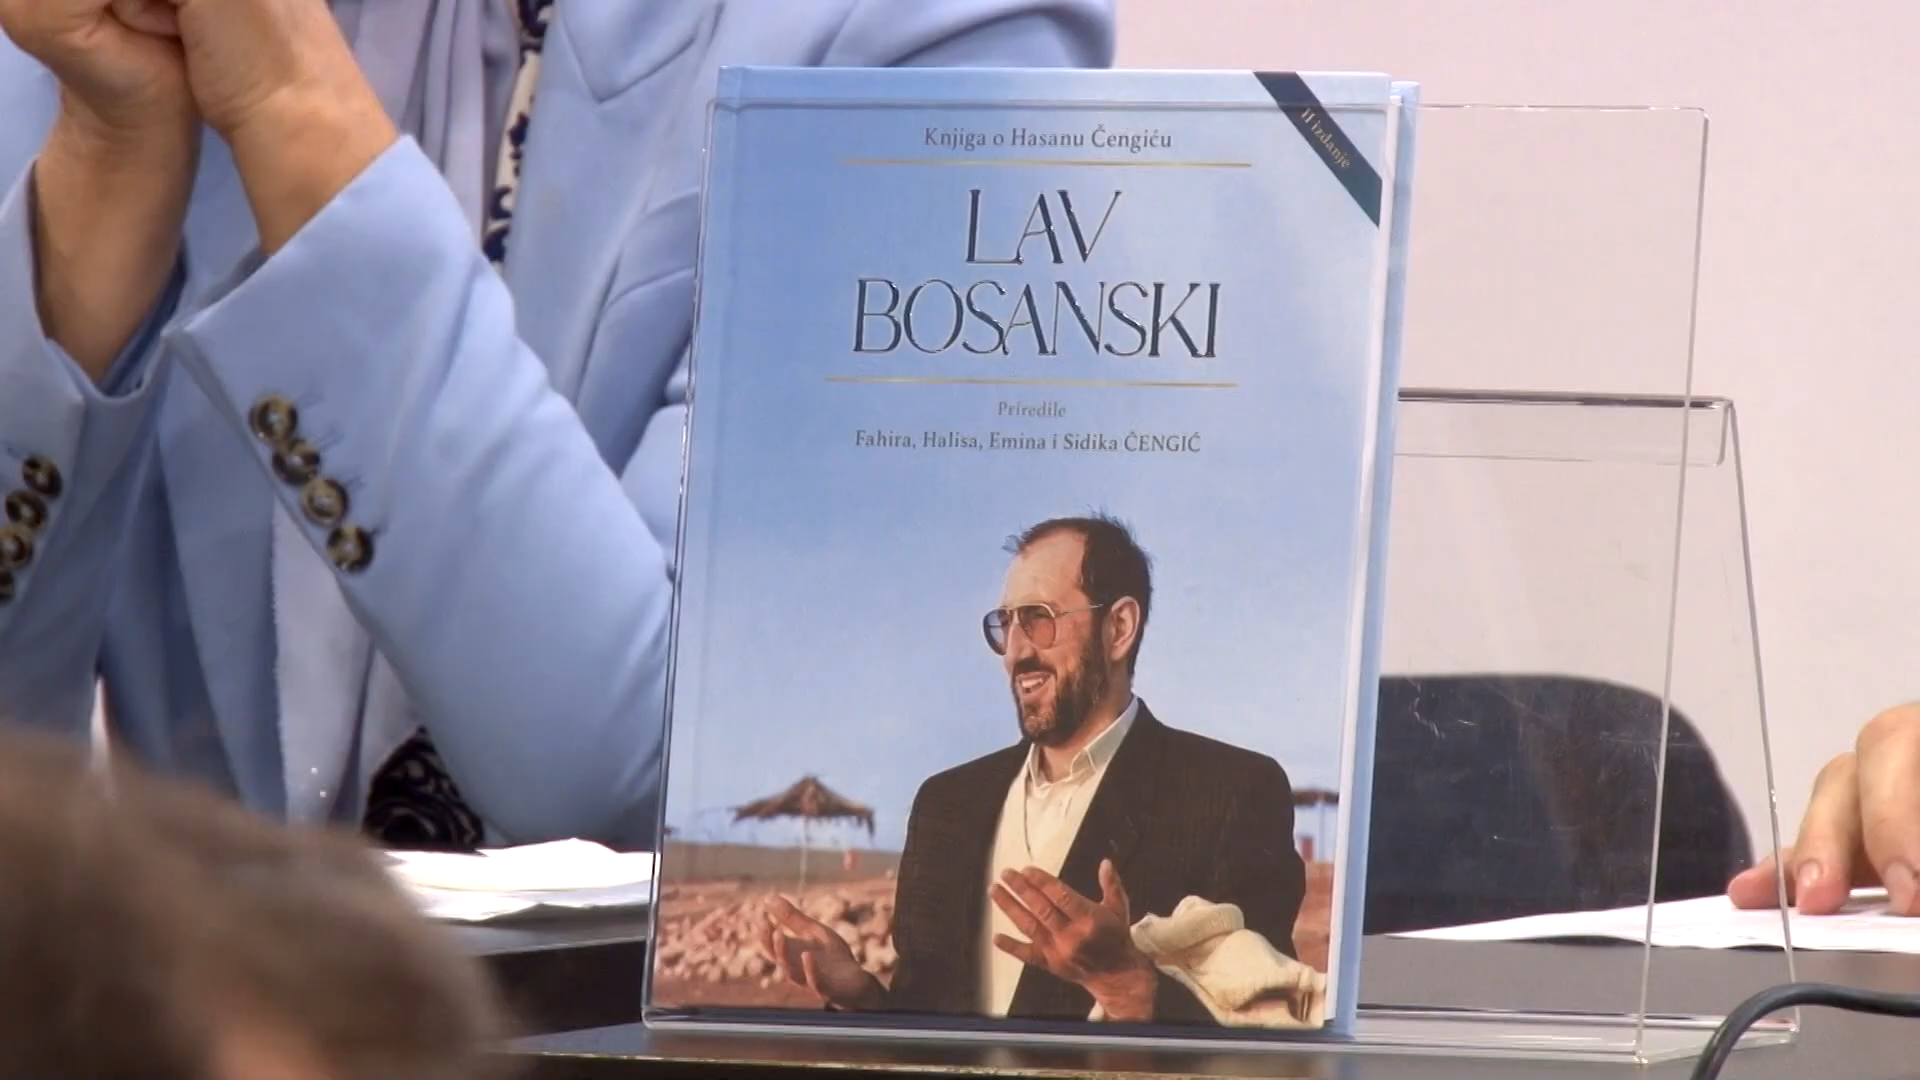 Knjiga o Hasanu Čengiću
II izdanje
LAV
BOSANSKI
Priredile
Fahira, Halisa, Emina i Sidika ČENGIĆ